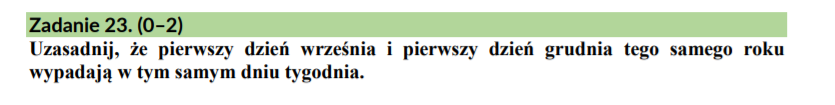 Zadanie 23. (0–2)
Uzasadnij, że pierwszy dzień września i pierwszy dzień grudnia tego samego roku
wypadają w tym samym dniu tygodnia.